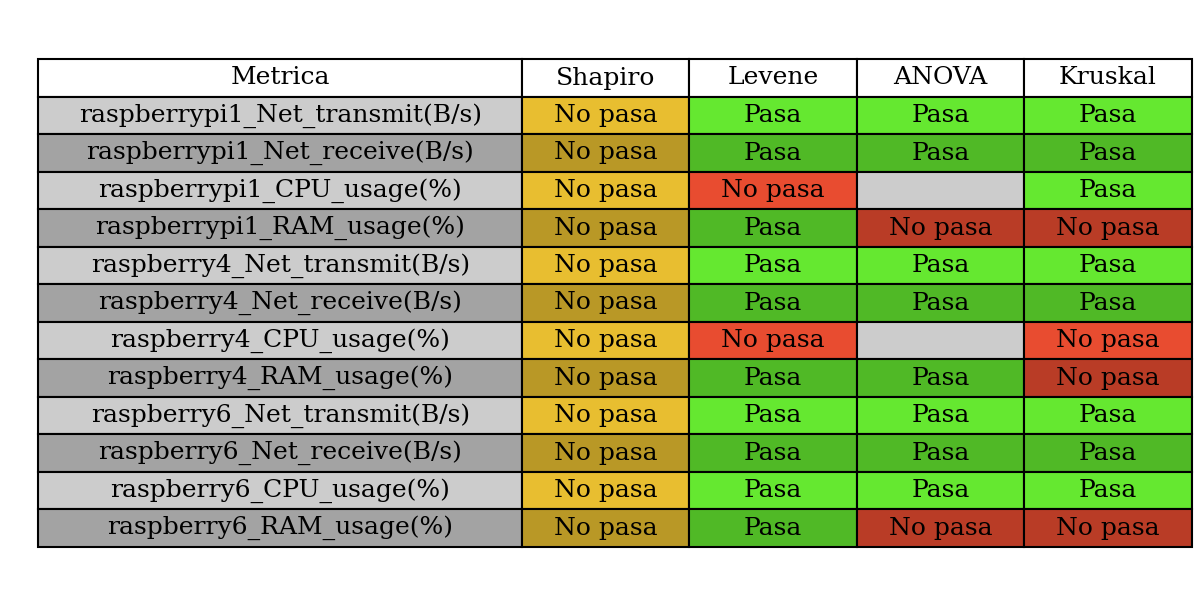 Metrica Shapiro Levene ANOVA Kruskal
raspberrypi1_Net_transmit(B/s) No pasa Pasa Pasa Pasa
raspberrypi1_Net_receive(B/s) No pasa Pasa Pasa Pasa
raspberrypi1_CPU_usage(%) No pasa No pasa Pasa
raspberrypi1_RAM_usage(%) No pasa Pasa No pasa No pasa
raspberry4_Net_transmit(B/s) No pasa Pasa Pasa Pasa
raspberry4_Net_receive(B/s) No pasa Pasa Pasa Pasa
raspberry4_CPU_usage(%) No pasa No pasa No pasa
raspberry4_RAM_usage(%) No pasa Pasa Pasa No pasa
raspberry6_Net_transmit(B/s) No pasa Pasa Pasa Pasa
raspberry6_Net_receive(B/s) No pasa Pasa Pasa Pasa
raspberry6_CPU_usage(%) No pasa Pasa Pasa Pasa
raspberry6_RAM_usage(%) No pasa Pasa No pasa No pasa